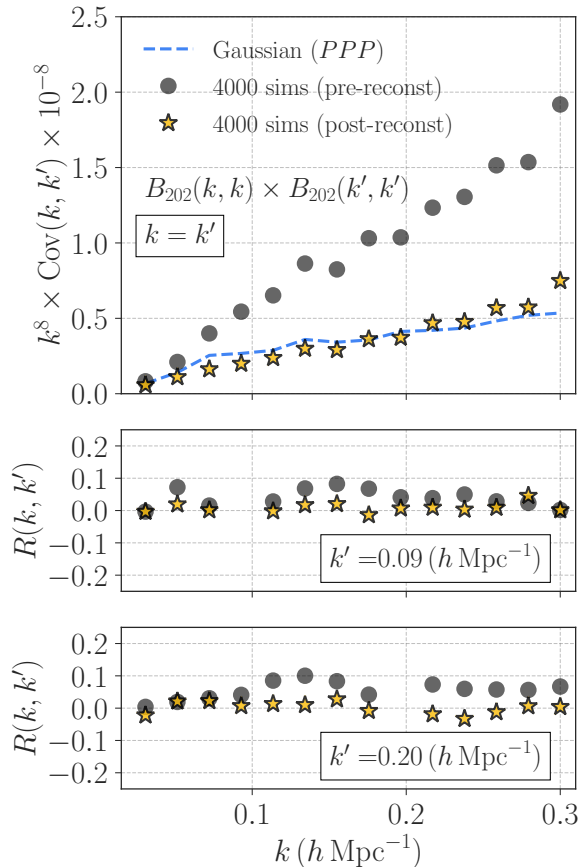 Gaussian (PPP)
4000 sims (pre-reconst)
4000 sims (post-reconst)
B₂₀₂(k, k) × B₂₀₂(k′, k′)
k = k′
k⁸ × Cov(k, k′) × 10⁻⁸
2.5
2.0
1.5
1.0
0.5
0.0
R(k, k′)
0.2
0.1
0.0
−0.1
−0.2
k′ =0.09 (h Mpc⁻¹)
R(k, k′)
0.2
0.1
0.0
−0.1
−0.2
k′ =0.20 (h Mpc⁻¹)
0.1 0.2 0.3
k (h Mpc⁻¹)